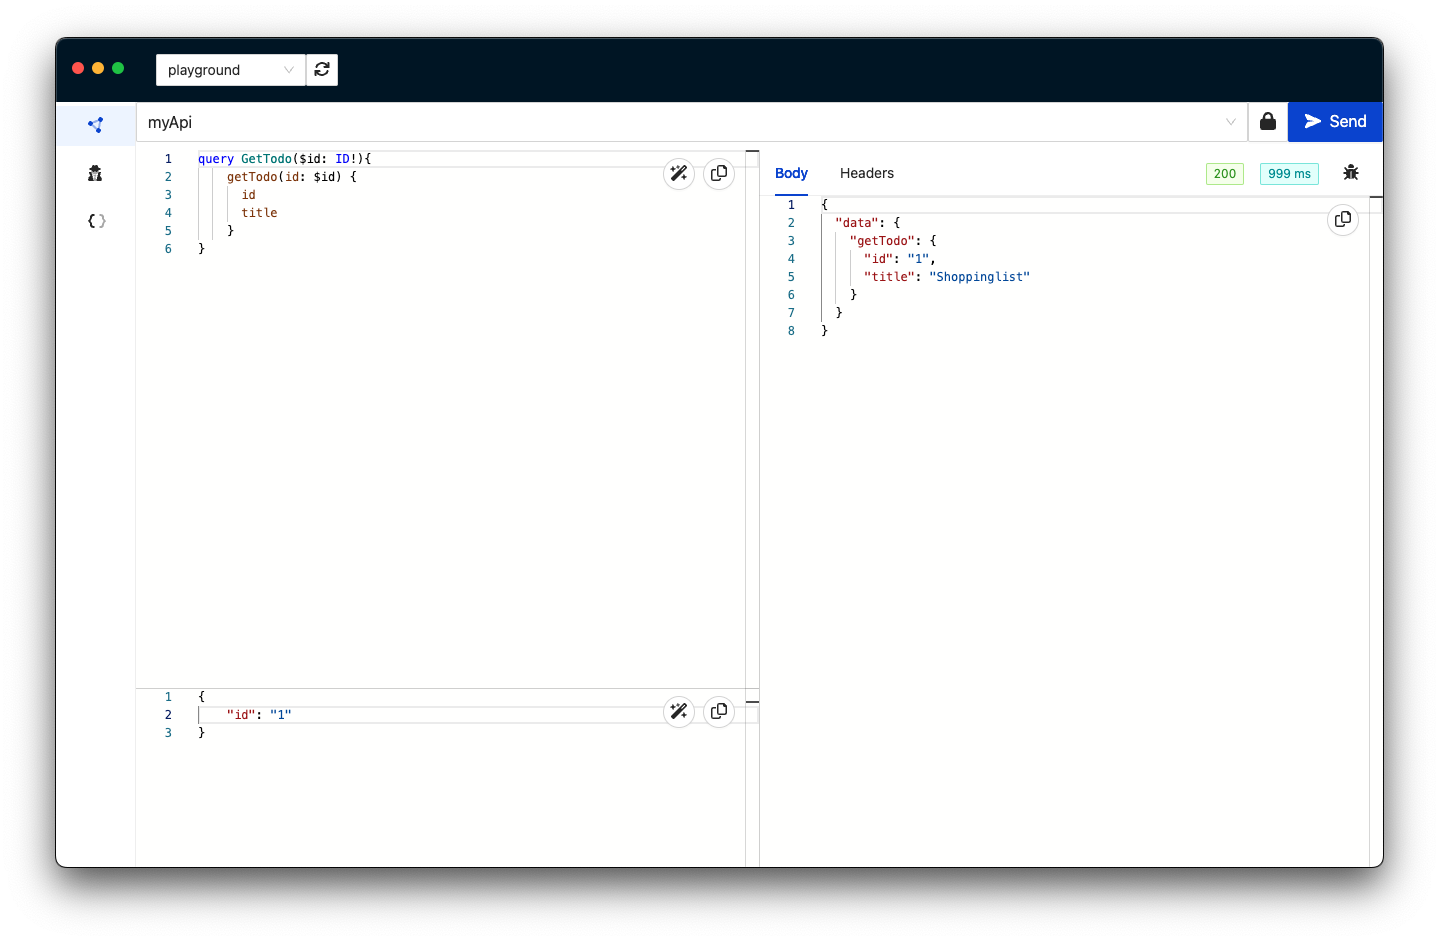 playground
myApi
Send
1 query GetTodo($id: ID!){
2 getTodo(id: $id) {
3 id
4 title
5 }
6 }
1 {
2 "id": "1"
3 }
Body Headers 200 999 ms
1 {
2 "data": {
3 "getTodo": {
4 "id": "1",
5 "title": "Shoppinglist"
6 }
7 }
8 }